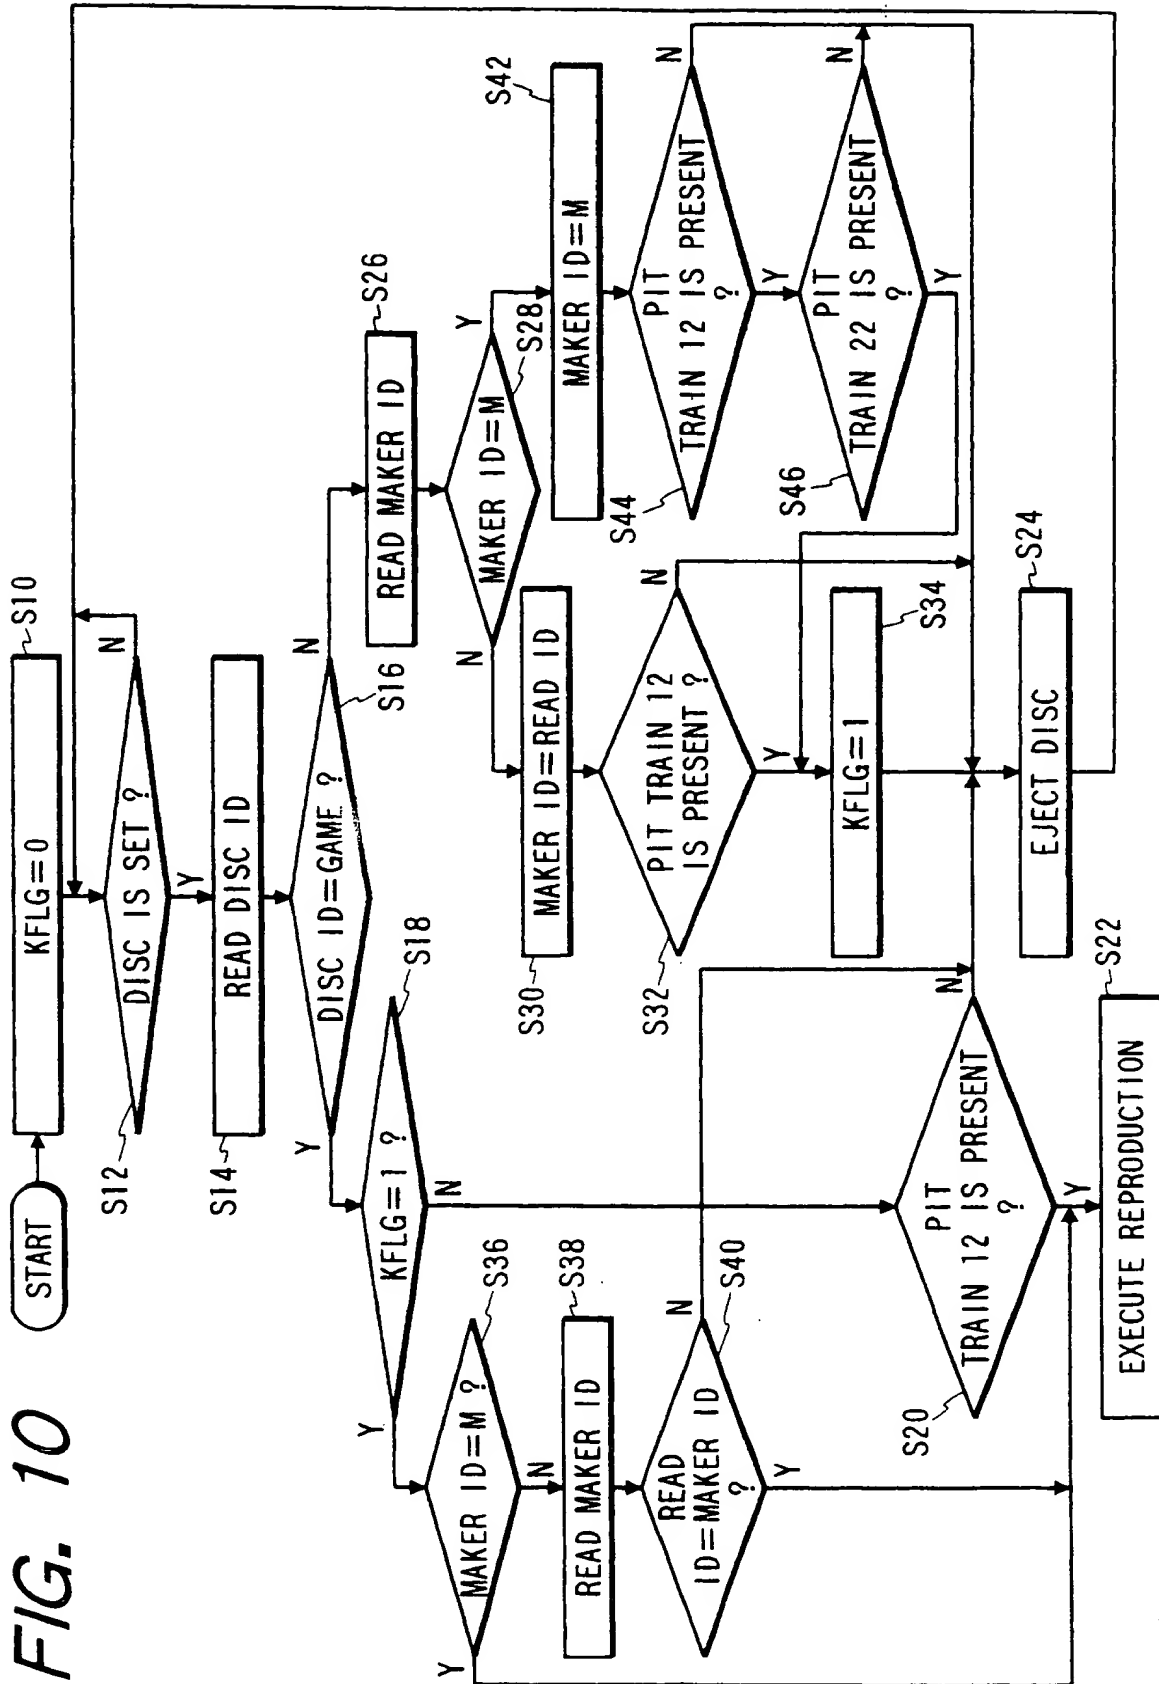 FIG. 10
START
KFLG=0
S10
DISC IS SET ?
S12
N
Y
READ DISC ID
S14
DISC ID=GAME ?
S16
Y
N
KFLG=1 ?
S18
Y
N
READ MAKER ID
S26
MAKER ID=M
S28
Y
N
MAKER ID=M ?
S36
Y
N
READ MAKER ID
S38
READ
ID=MAKER ID
?
S40
N
Y
MAKER ID=READ ID
S30
PIT TRAIN 12
IS PRESENT ?
S32
N
Y
KFLG=1
S34
MAKER ID=M
S42
PIT
TRAIN 12 IS PRESENT
?
S44
N
Y
PIT
TRAIN 22 IS PRESENT
?
S46
N
Y
PIT
TRAIN 12 IS PRESENT
?
S20
N
Y
EJECT DISC
S24
EXECUTE REPRODUCTION
S22